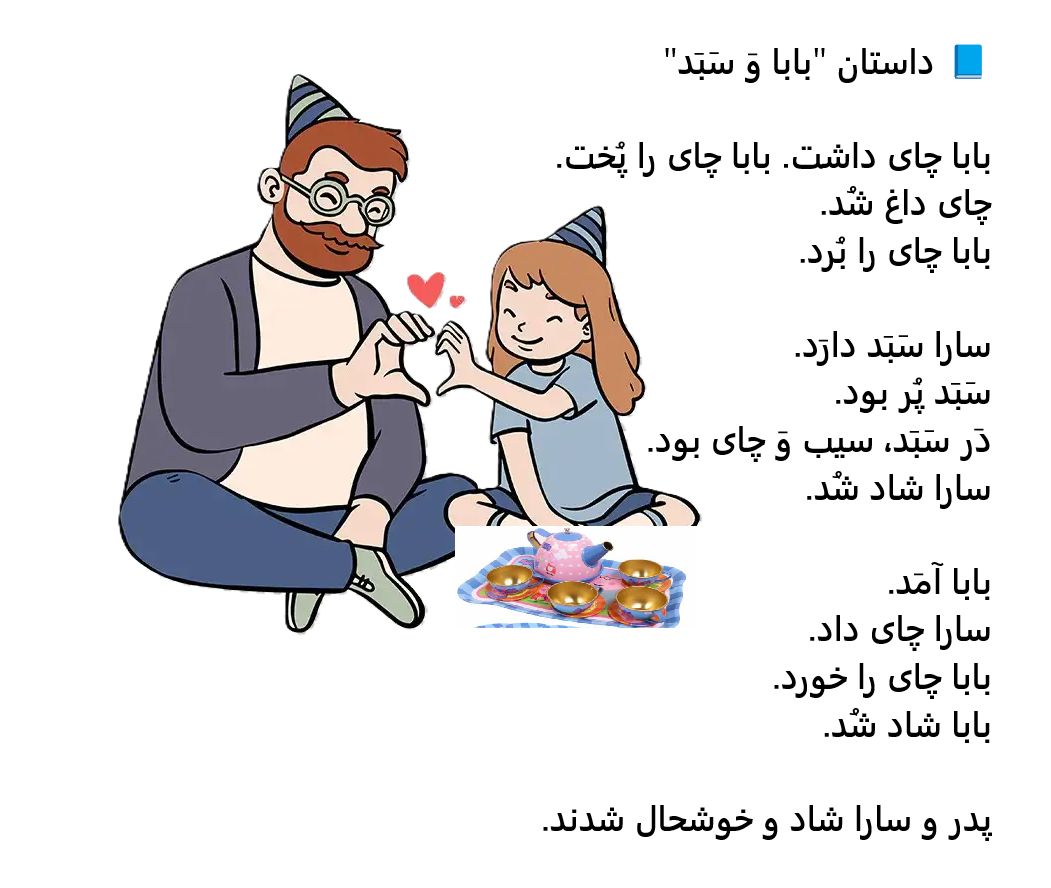 📘 داستان "بابا وَ سَبَد"
بابا چای داشت. بابا چای را پُخت.
چای داغ شُد.
بابا چای را بُرد.
سارا سَبَد دارَد.
سَبَد پُر بود.
دَر سَبَد، سیب وَ چای بود.
سارا شاد شُد.
بابا آمَد.
سارا چای داد.
بابا چای را خورد.
بابا شاد شُد.
پدر و سارا شاد و خوشحال شدند.